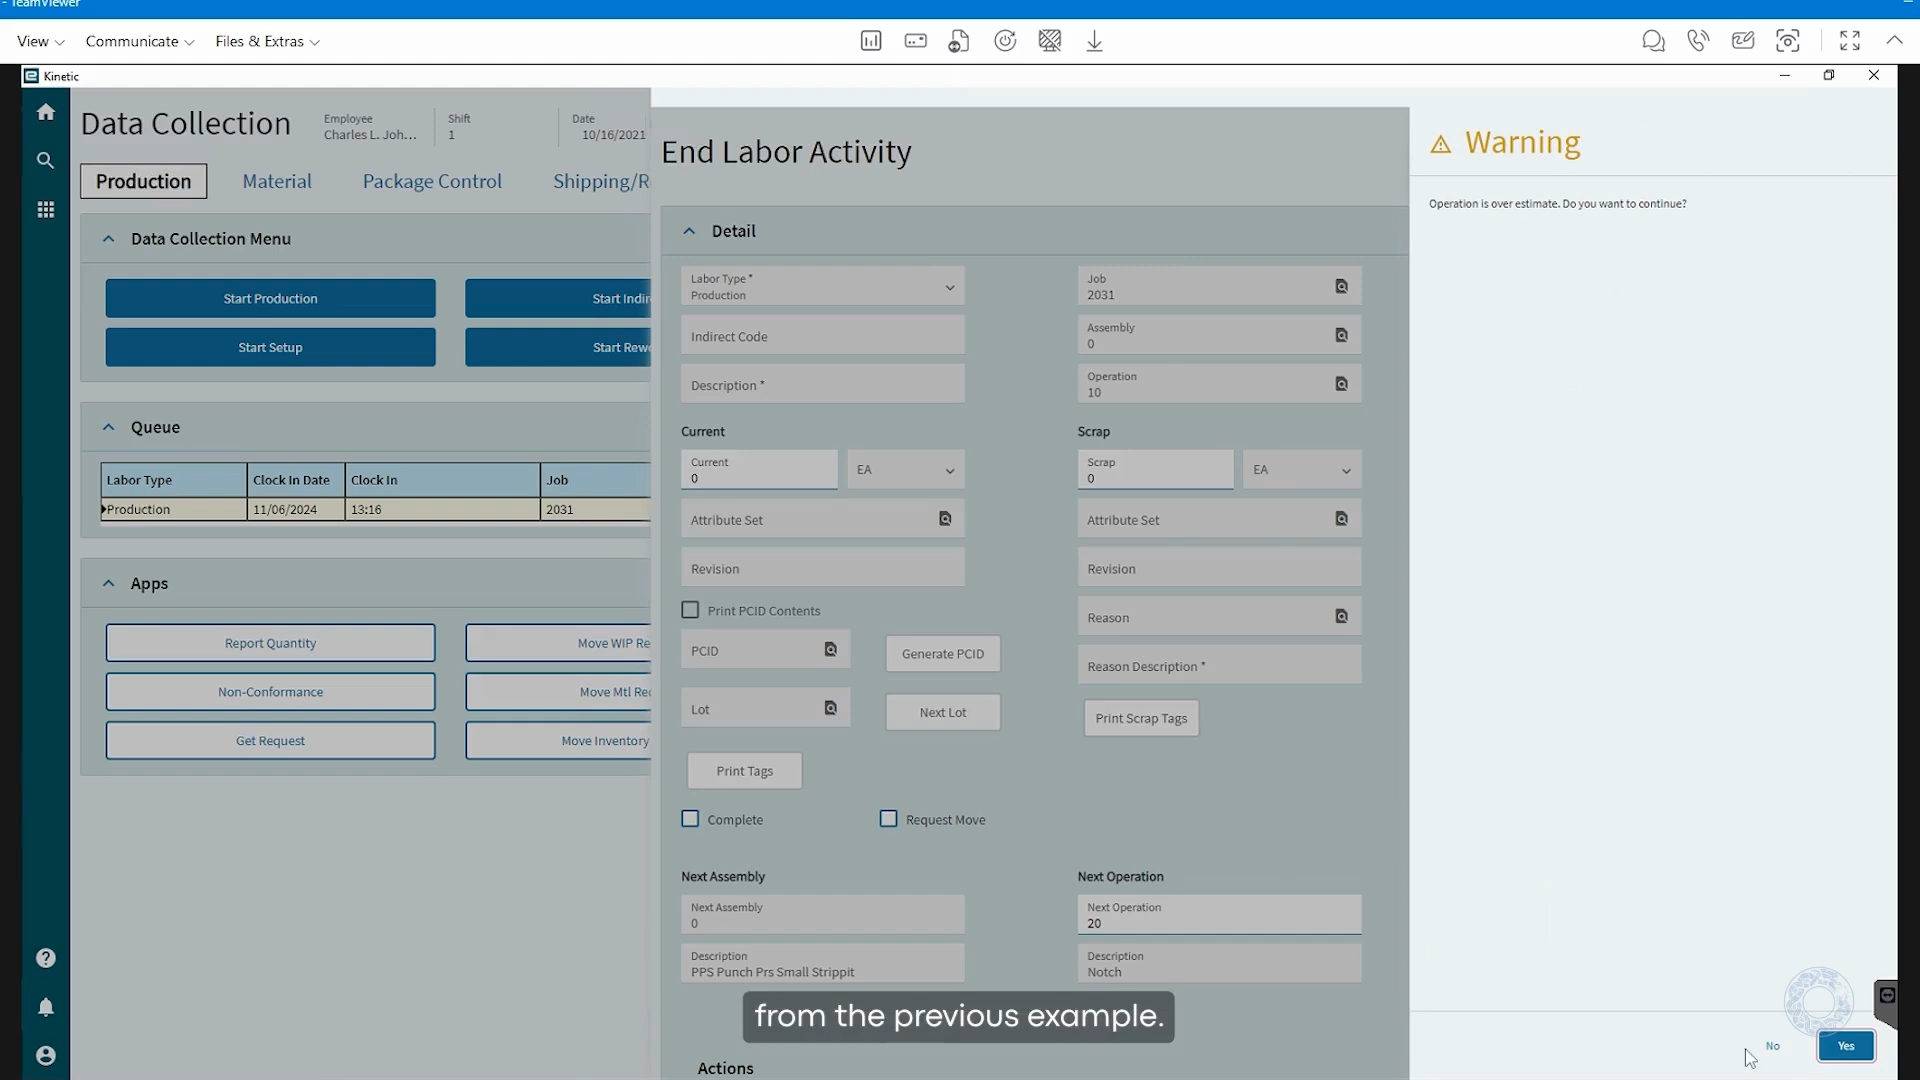 - TeamViewer
View
Communicate
Files & Extras
Kinetic
Data Collection
Employee
Charles L. Joh...
Shift
1
Date
10/16/2021
Production
Material
Package Control
Shipping/R
Data Collection Menu
Start Production
Start Indir
Start Setup
Start Rewo
Queue
Labor Type
Clock In Date
Clock In
Job
Production
11/06/2024
13:16
2031
Apps
Report Quantity
Move WIP Re
Non-Conformance
Move Mtl Req
Get Request
Move Inventory
End Labor Activity
Detail
Labor Type *
Production
Job
2031
Indirect Code
Assembly
0
Description *
Operation
10
Current
Scrap
Current
0
EA
Scrap
0
EA
Attribute Set
Attribute Set
Revision
Revision
Print PCID Contents
Reason
PCID
Generate PCID
Reason Description *
Lot
Next Lot
Print Scrap Tags
Print Tags
Complete
Request Move
Next Assembly
Next Operation
Next Assembly
0
Next Operation
20
Description
PPS Punch Prs Small Strippit
Description
Notch
from the previous example.
Actions
Warning
Operation is over estimate. Do you want to continue?
No
Yes